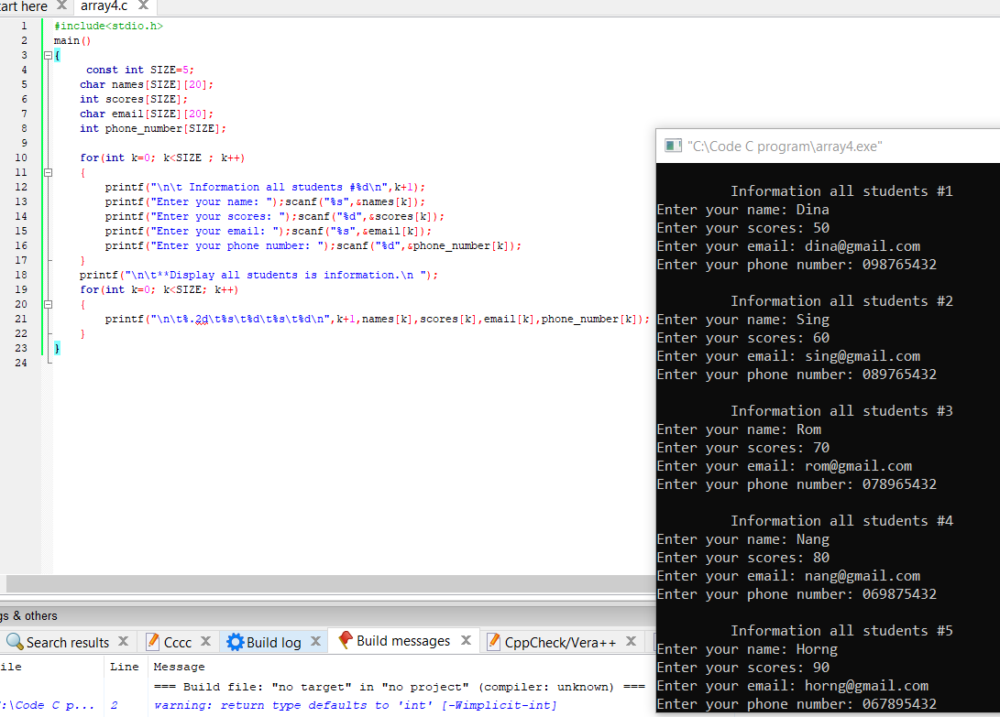 tart here
array4.c
1 #include<stdio.h>
2 main()
3 {
4 const int SIZE=5;
5 char names[SIZE][20];
6 int scores[SIZE];
7 char email[SIZE][20];
8 int phone_number[SIZE];
9
10 for(int k=0; k<SIZE ; k++)
11 {
12 printf("\n\t Information all students #%d\n",k+1);
13 printf("Enter your name: ");scanf("%s",&names[k]);
14 printf("Enter your scores: ");scanf("%d",&scores[k]);
15 printf("Enter your email: ");scanf("%s",&email[k]);
16 printf("Enter your phone number: ");scanf("%d",&phone_number[k]);
17 }
18 printf("\n\t**Display all students is information.\n ");
19 for(int k=0; k<SIZE; k++)
20 {
21 printf("\n\t%.2d\t%s\t%d\t%s\t%d\n",k+1,names[k],scores[k],email[k],phone_number[k]);
22 }
23 }
24
"C:\Code C program\array4.exe"
Information all students #1
Enter your name: Dina
Enter your scores: 50
Enter your email: dina@gmail.com
Enter your phone number: 098765432
Information all students #2
Enter your name: Sing
Enter your scores: 60
Enter your email: sing@gmail.com
Enter your phone number: 089765432
Information all students #3
Enter your name: Rom
Enter your scores: 70
Enter your email: rom@gmail.com
Enter your phone number: 078965432
Information all students #4
Enter your name: Nang
Enter your scores: 80
Enter your email: nang@gmail.com
Enter your phone number: 069875432
Information all students #5
Enter your name: Horng
Enter your scores: 90
Enter your email: horng@gmail.com
Enter your phone number: 067895432
gs & others
Search results
Cccc
Build log
Build messages
CppCheck/Vera++
ile Line Message
=== Build file: "no target" in "no project" (compiler: unknown) ===
:\Code C p... 2 warning: return type defaults to 'int' [-Wimplicit-int]